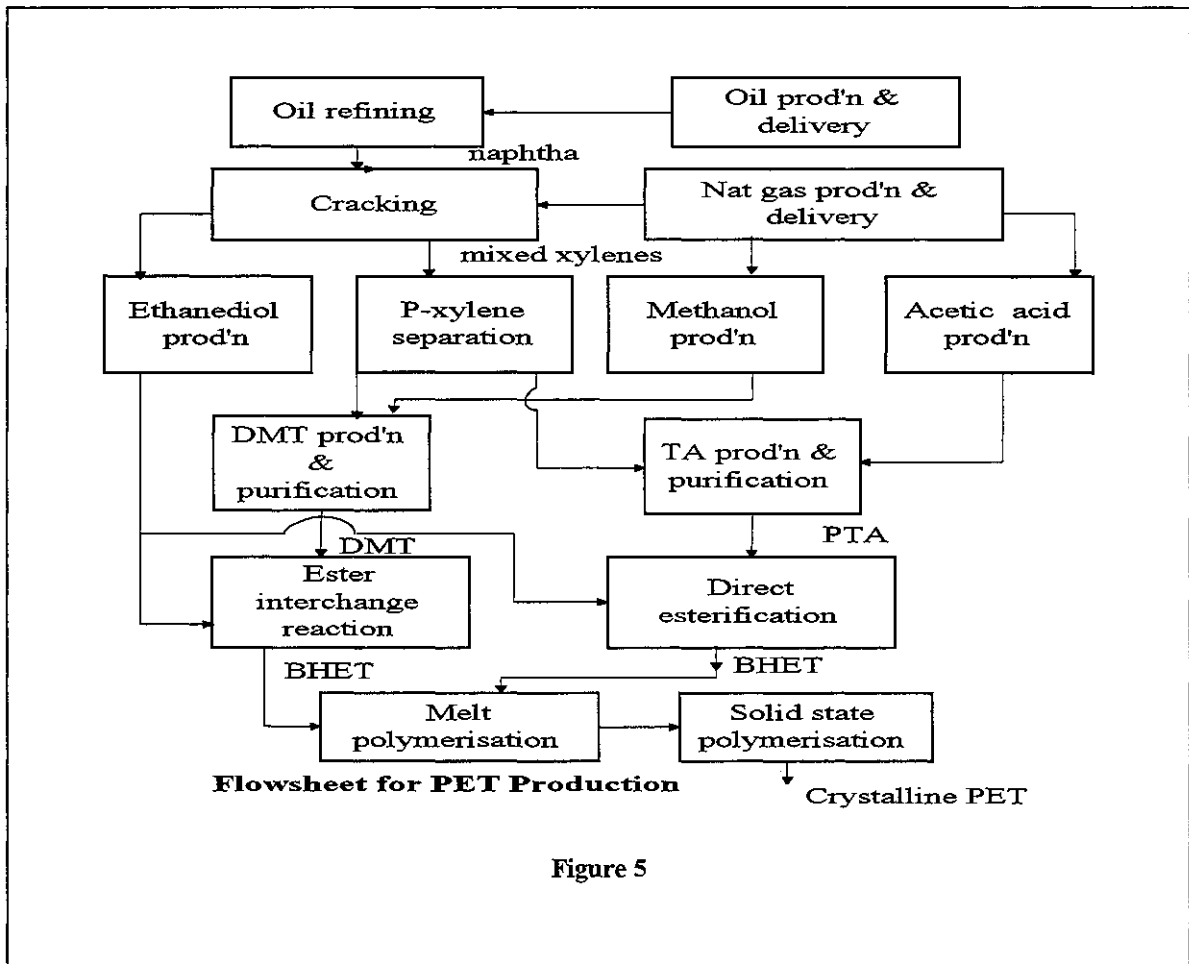 Oil refining
Oil prod'n &
delivery
naphtha
Cracking
Nat gas prod'n &
delivery
mixed xylenes
Ethanediol
prod'n
P-xylene
separation
Methanol
prod'n
Acetic acid
prod'n
DMT prod'n
&
purification
TA prod'n &
purification
DMT
PTA
Ester
interchange
reaction
Direct
esterification
BHET
BHET
Melt
polymerisation
Solid state
polymerisation
Flowsheet for PET Production
Crystalline PET
Figure 5